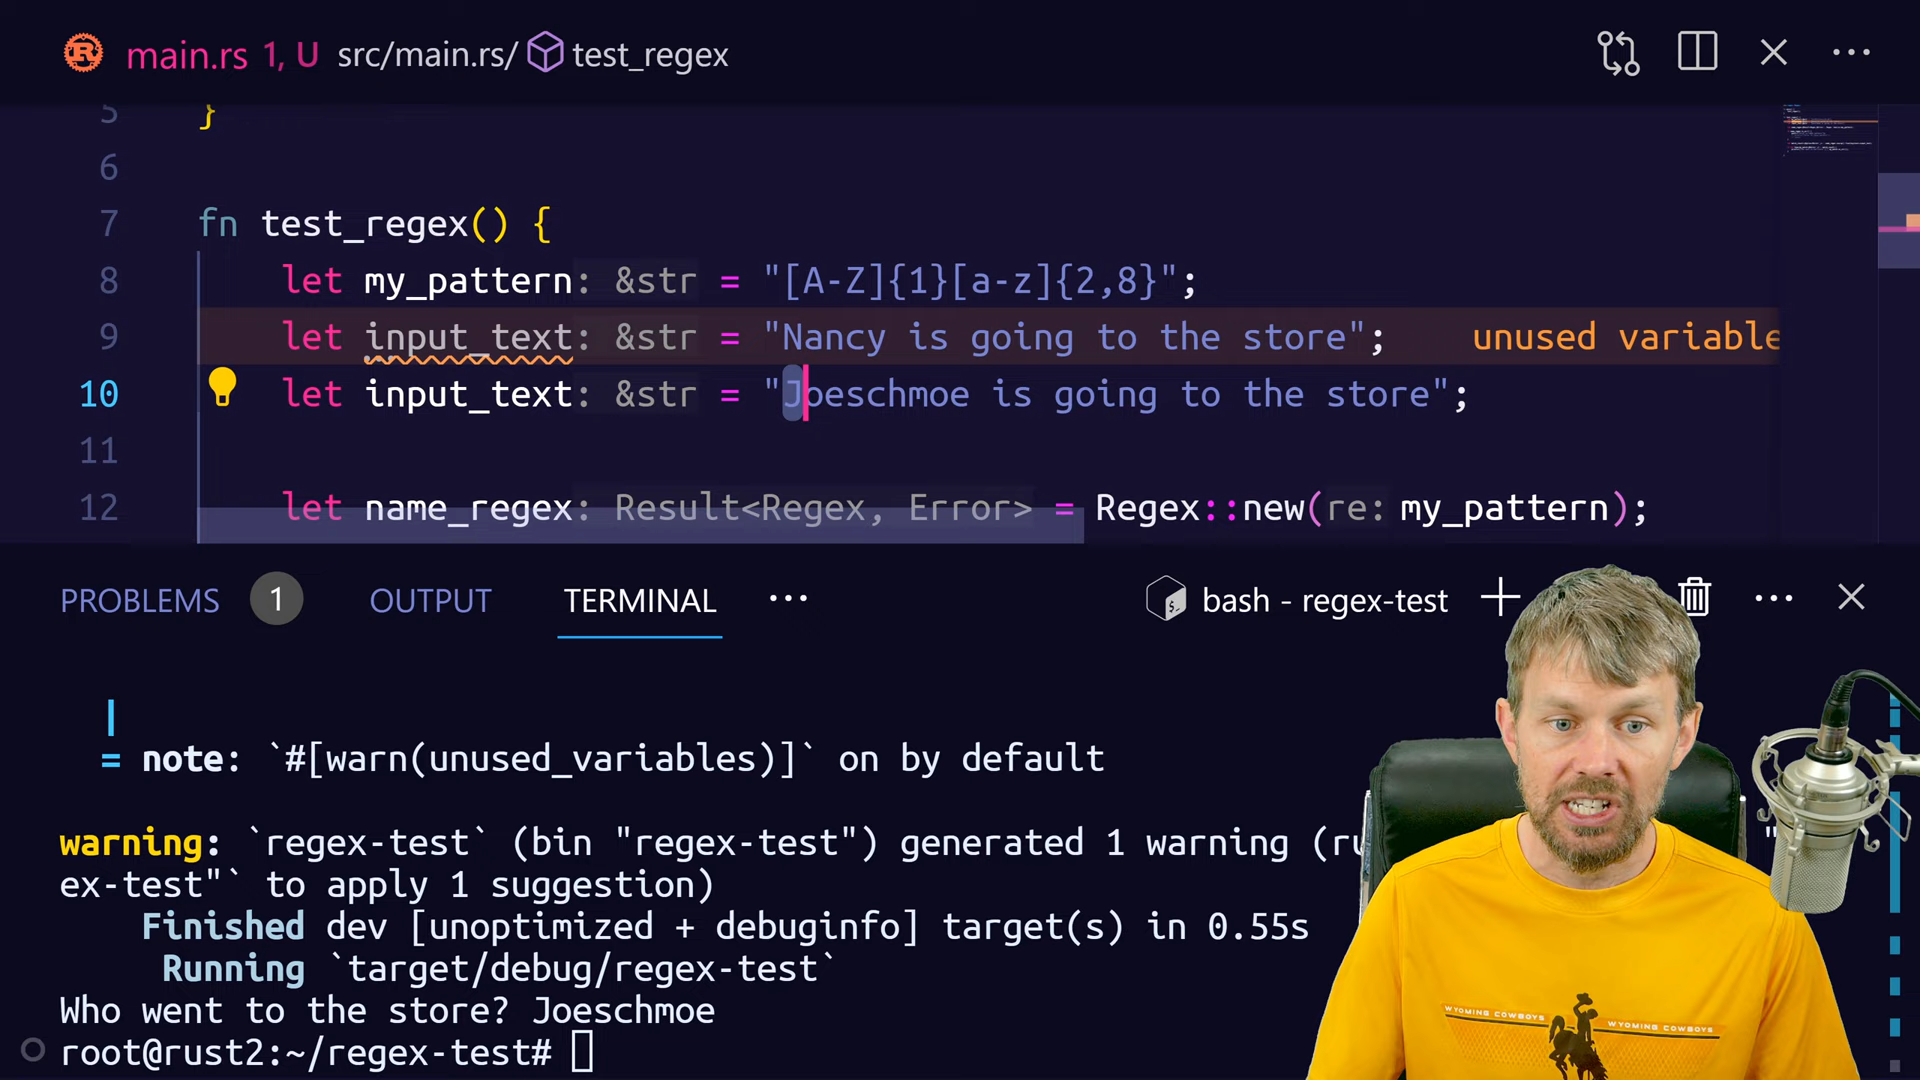 main.rs 1, U src/main.rs/ test_regex
5 }
6
7 fn test_regex() {
8 let my_pattern: &str = "[A-Z]{1}[a-z]{2,8}";
9 let input_text: &str = "Nancy is going to the store"; unused variable
10 let input_text: &str = "Joeschmoe is going to the store";
11
12 let name_regex: Result<Regex, Error> = Regex::new(re: my_pattern);
PROBLEMS 1 OUTPUT TERMINAL ··· bash - regex-test
= note: `#[warn(unused_variables)]` on by default
warning: `regex-test` (bin "regex-test") generated 1 warning (ru "
ex-test"` to apply 1 suggestion)
Finished dev [unoptimized + debuginfo] target(s) in 0.55s
Running `target/debug/regex-test`
Who went to the store? Joeschmoe
root@rust2:~/regex-test#
WYOMING COWBOYS WYOMING COWBOYS